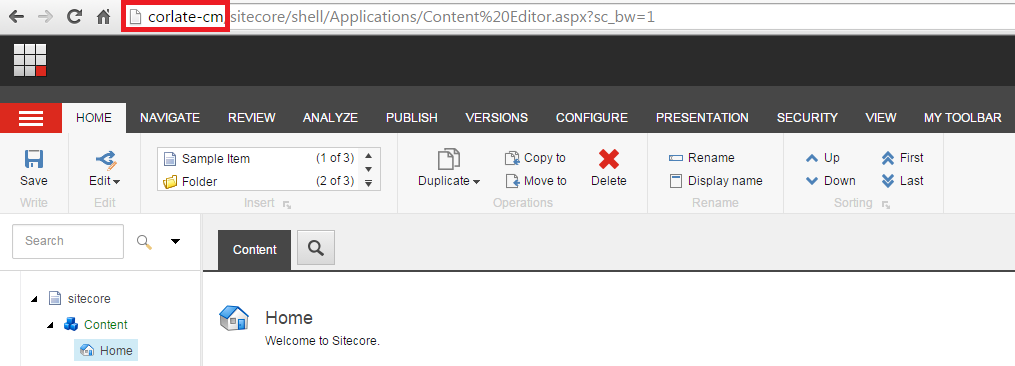 corlate-cm/sitecore/shell/Applications/Content%20Editor.aspx?sc_bw=1
HOME NAVIGATE REVIEW ANALYZE PUBLISH VERSIONS CONFIGURE PRESENTATION SECURITY VIEW MY TOOLBAR
Sample Item (1 of 3) Copy to Rename Up First
Save Edit Folder (2 of 3) Duplicate Move to Delete Display name Down Last
Write Edit Insert Operations Rename Sorting
Search
Content
sitecore
Content
Home
Home
Welcome to Sitecore.